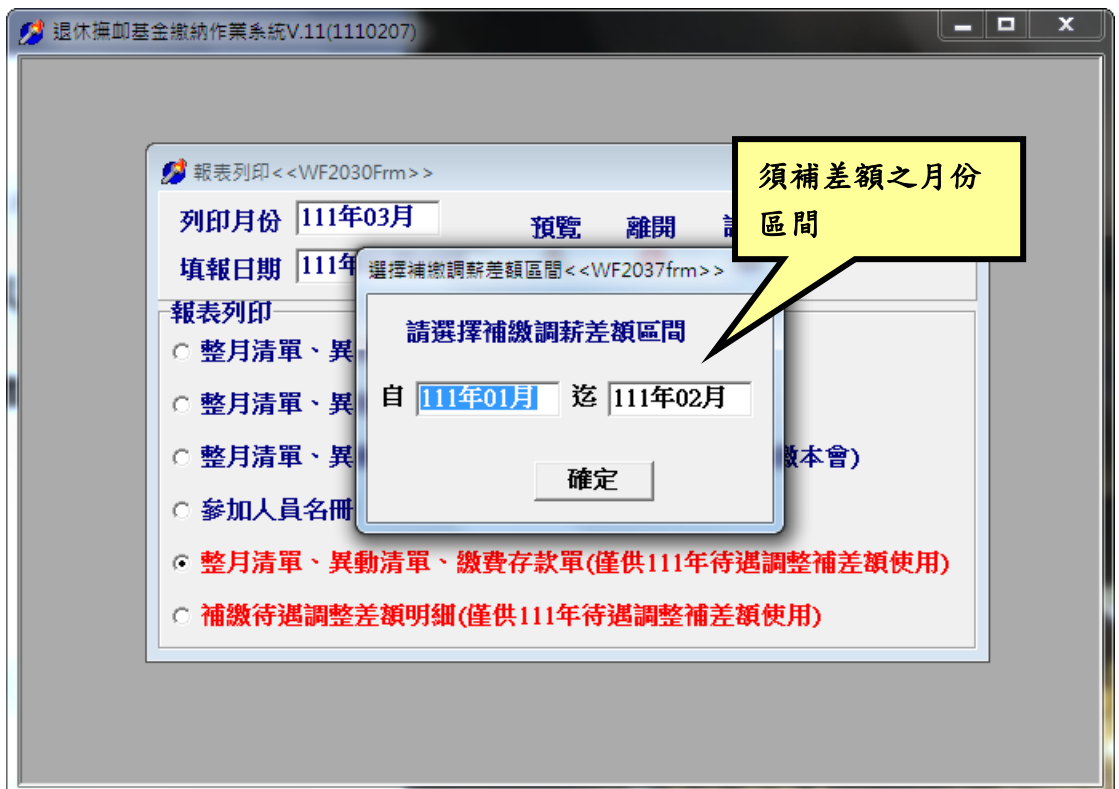 退休撫卹基金繳納作業系統V.11(1110207)
報表列印<<WF2030Frm>>
須補差額之月份
區間
列印月份 111年03月 預覽 離開
填報日期 111年
選擇補繳調薪差額區間<<WF2037frm>>
請選擇補繳調薪差額區間
自 111年01月 迄 111年02月
確定
報表列印
整月清單、異
整月清單、異
整月清單、異 繳本會)
參加人員名冊
整月清單、異動清單、繳費存款單(僅供111年待遇調整補差額使用)
補繳待遇調整差額明細(僅供111年待遇調整補差額使用)